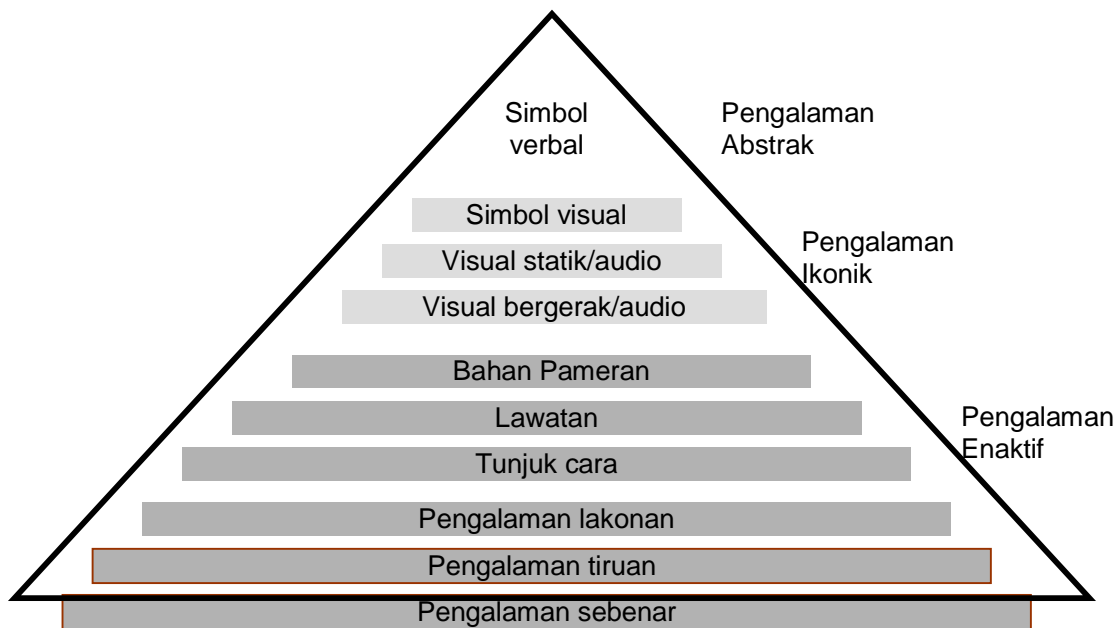 Simbol
verbal
Pengalaman
Abstrak
Simbol visual
Pengalaman
Ikonik
Visual statik/audio
Visual bergerak/audio
Bahan Pameran
Lawatan
Pengalaman
Enaktif
Tunjuk cara
Pengalaman lakonan
Pengalaman tiruan
Pengalaman sebenar